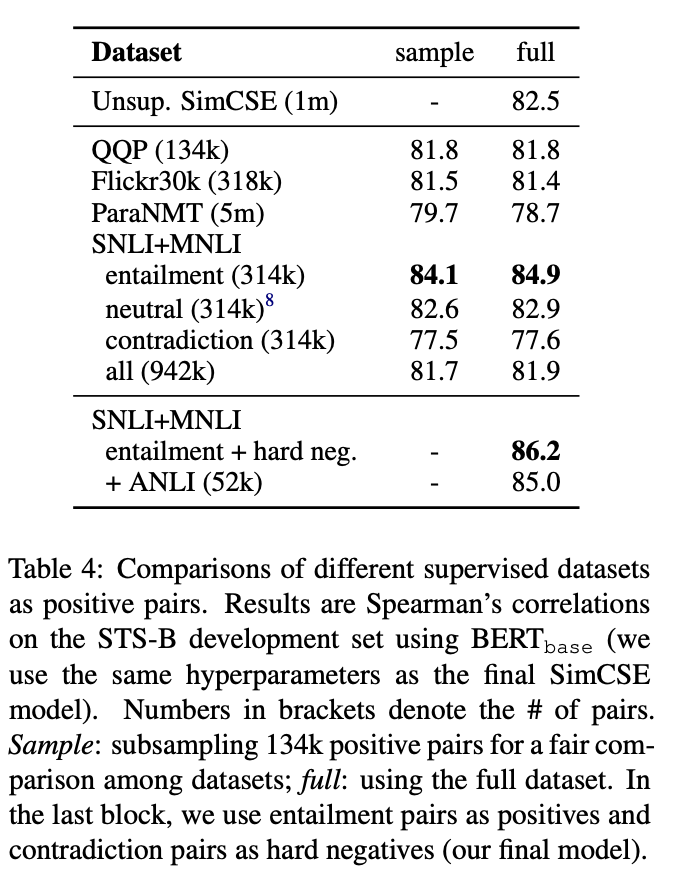 Dataset sample full
Unsup. SimCSE (1m) - 82.5
QQP (134k) 81.8 81.8
Flickr30k (318k) 81.5 81.4
ParaNMT (5m) 79.7 78.7
SNLI+MNLI
entailment (314k) 84.1 84.9
neutral (314k)8 82.6 82.9
contradiction (314k) 77.5 77.6
all (942k) 81.7 81.9
SNLI+MNLI
entailment + hard neg. - 86.2
+ ANLI (52k) - 85.0
Table 4: Comparisons of different supervised datasets
as positive pairs. Results are Spearman's correlations
on the STS-B development set using BERTbase (we
use the same hyperparameters as the final SimCSE
model). Numbers in brackets denote the # of pairs.
Sample: subsampling 134k positive pairs for a fair com-
parison among datasets; full: using the full dataset. In
the last block, we use entailment pairs as positives and
contradiction pairs as hard negatives (our final model).